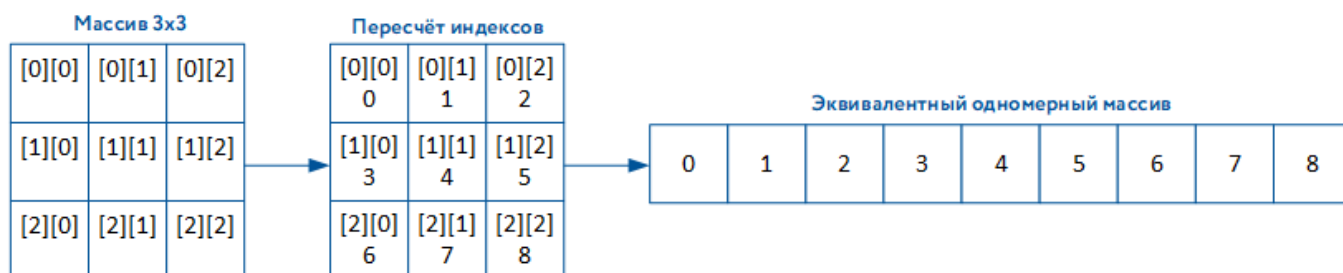 Массив 3x3
[0][0] [0][1] [0][2]
[1][0] [1][1] [1][2]
[2][0] [2][1] [2][2]
Пересчёт индексов
[0][0] [0][1] [0][2]
0 1 2
[1][0] [1][1] [1][2]
3 4 5
[2][0] [2][1] [2][2]
6 7 8
Эквивалентный одномерный массив
0 1 2 3 4 5 6 7 8